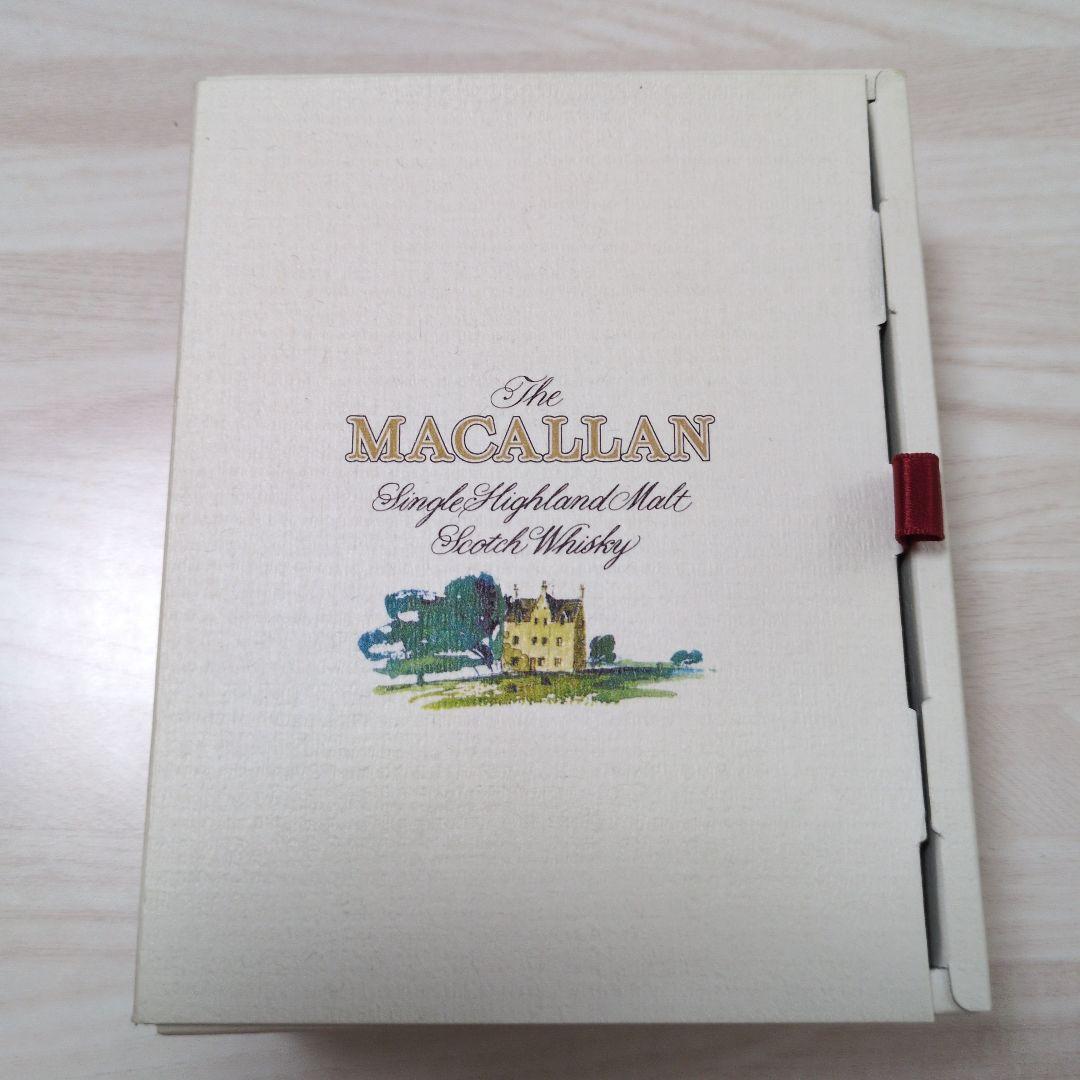 The
MACALLAN
Single Highland Malt
Scotch Whisky